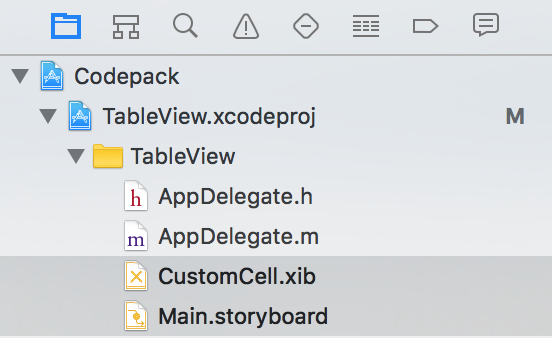 Codepack
TableView.xcodeproj M
TableView
h AppDelegate.h
m AppDelegate.m
CustomCell.xib
Main.storyboard